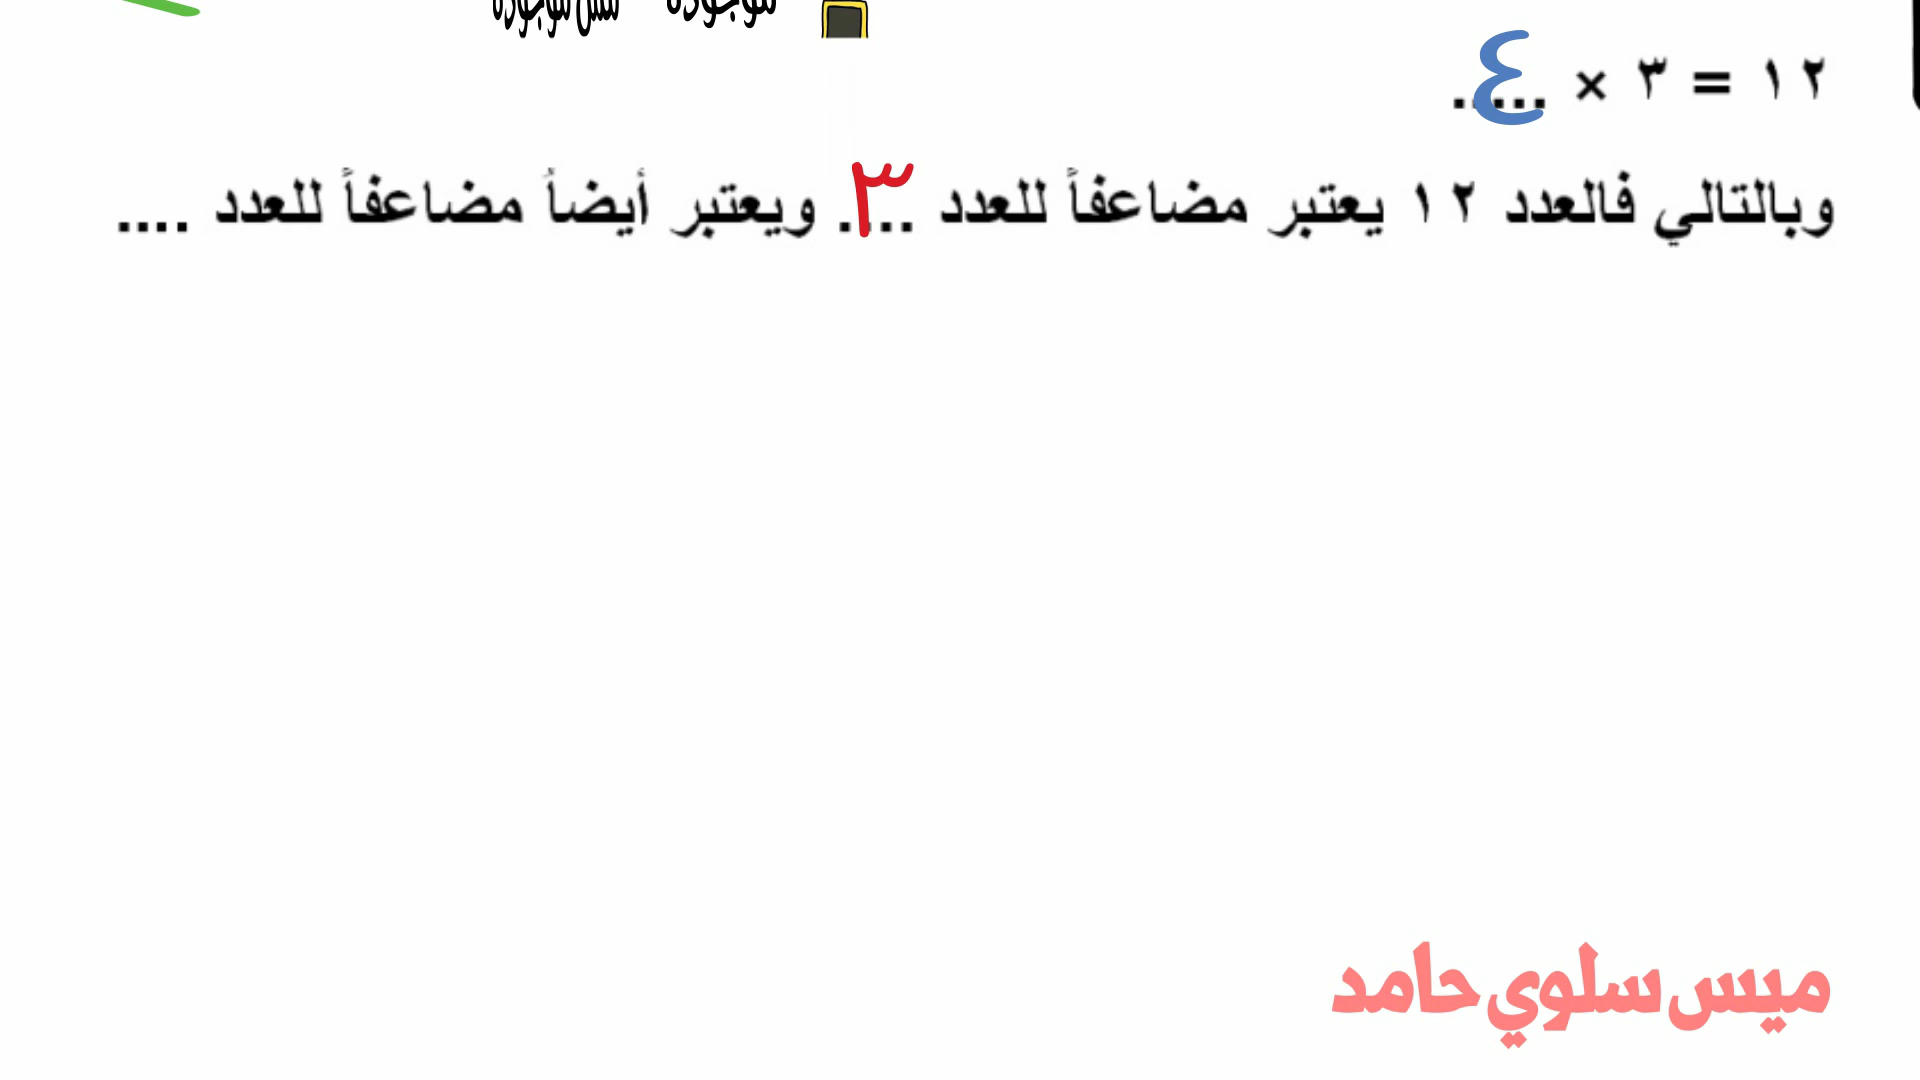 ١٢ = ٣ × ٤.....
وبالتالي فالعدد ١٢ يعتبر مضاعفاً للعدد ..٣.. ويعتبر أيضاً مضاعفاً للعدد ....
ميس سلوي حامد